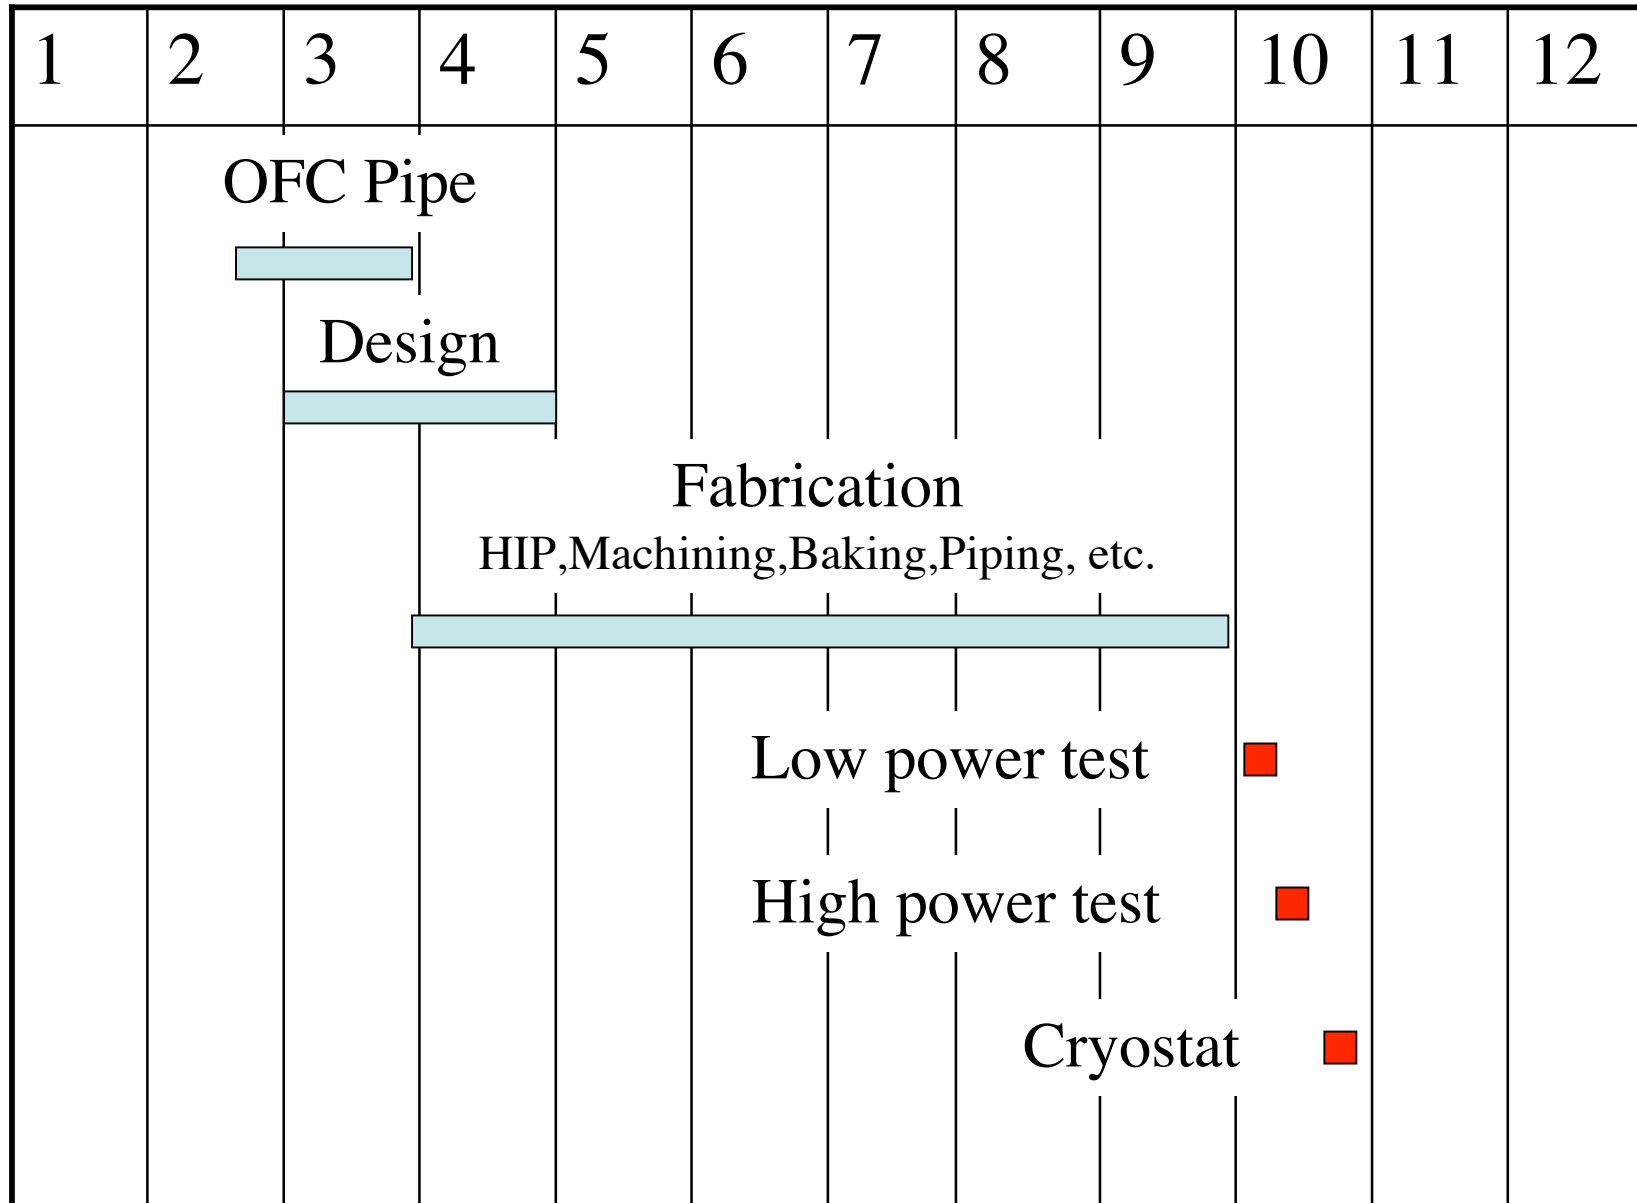 1 2 3 4 5 6 7 8 9 10 11 12
OFC Pipe
Design
Fabrication
HIP,Machining,Baking,Piping, etc.
Low power test
High power test
Cryostat